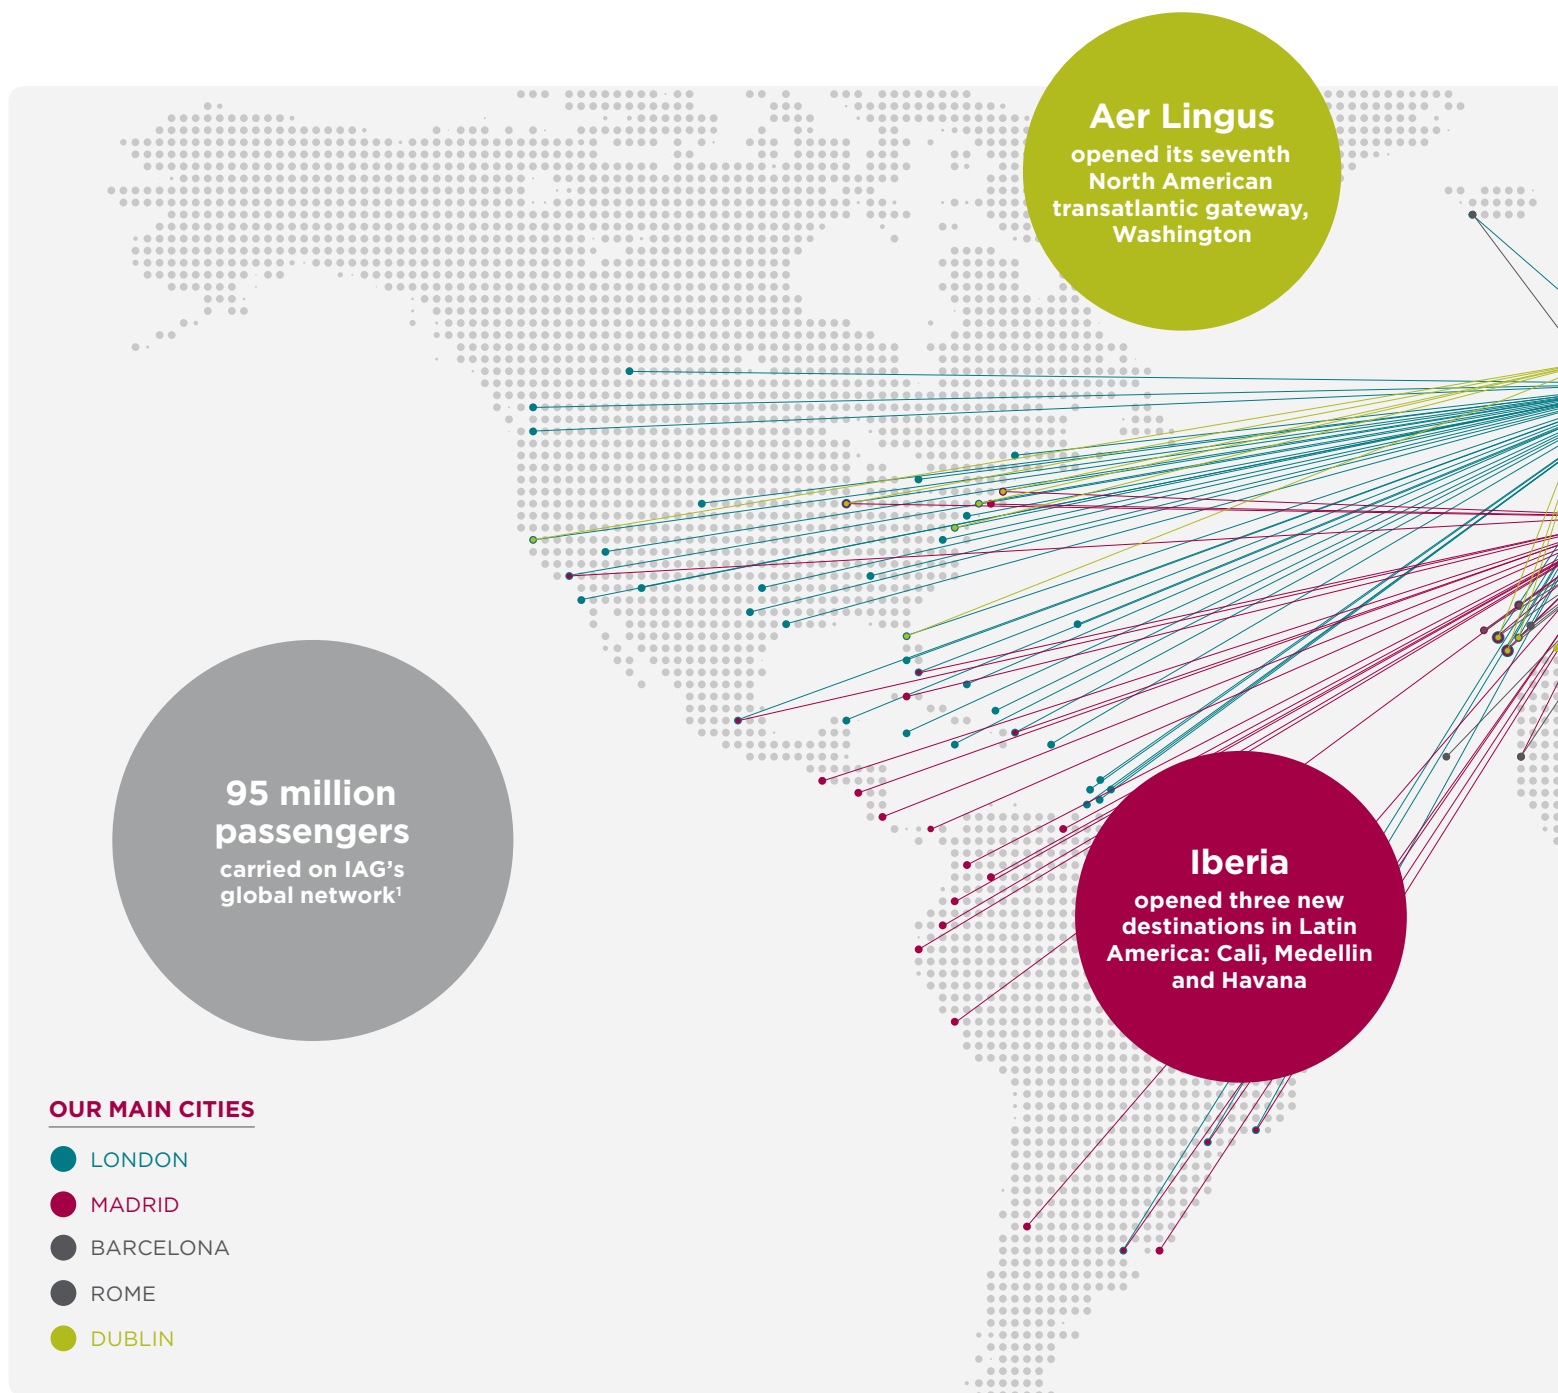 Aer Lingus
opened its seventh
North American
transatlantic gateway,
Washington
95 million
passengers
carried on IAG’s
global network¹
Iberia
opened three new
destinations in Latin
America: Cali, Medellin
and Havana
OUR MAIN CITIES
LONDON
MADRID
BARCELONA
ROME
DUBLIN